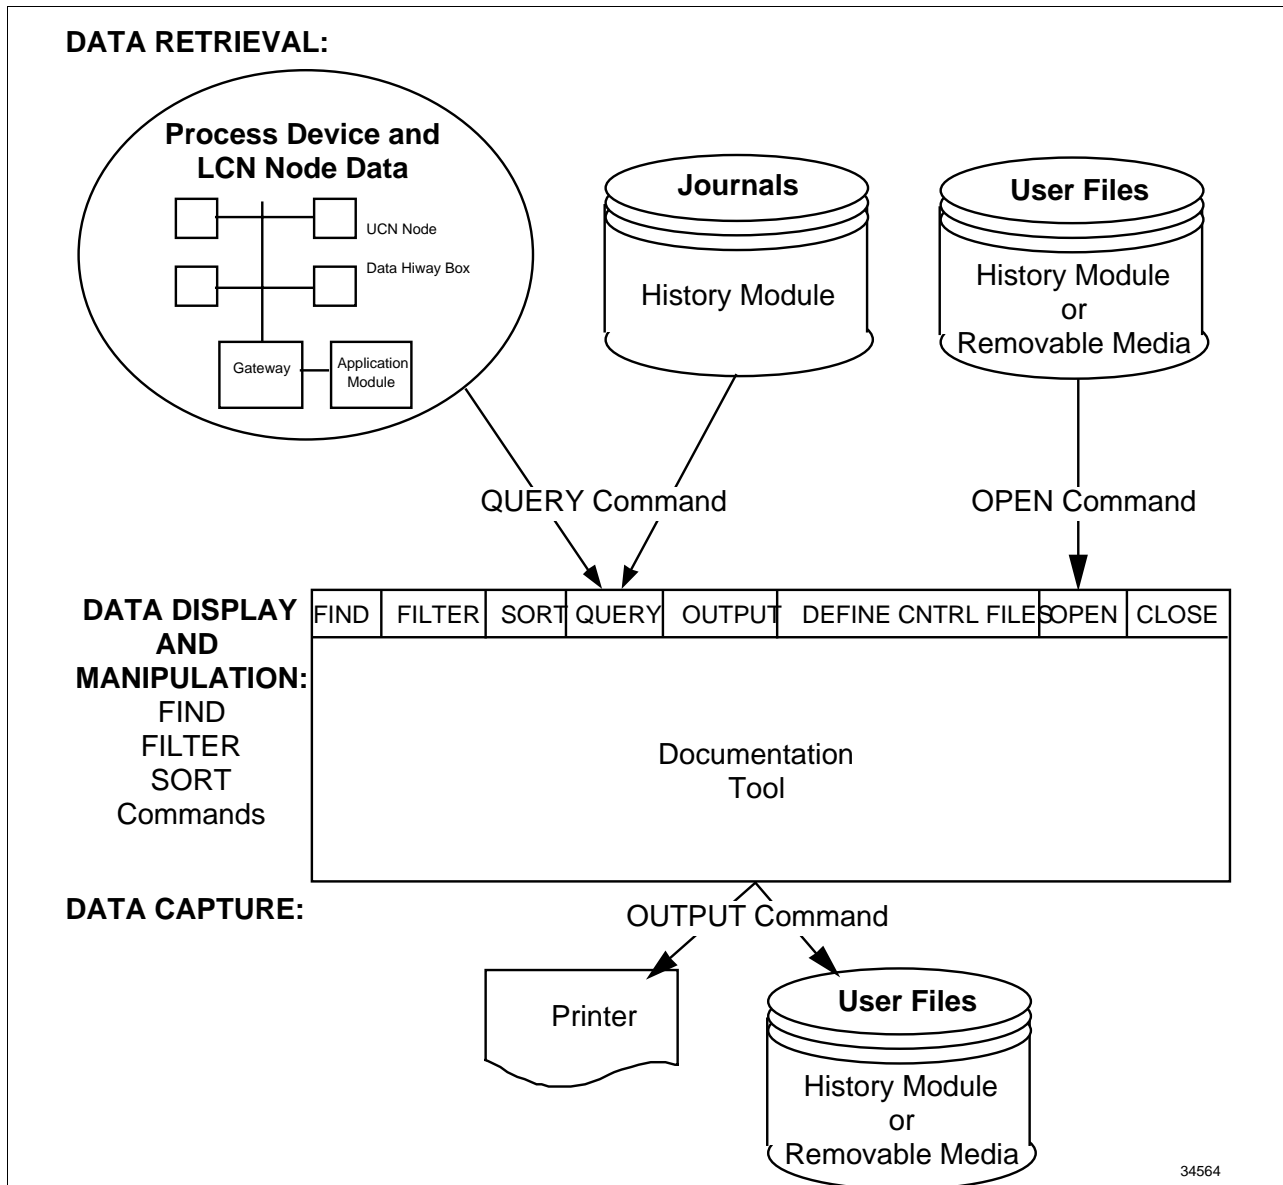 DATA RETRIEVAL:
Process Device and
LCN Node Data
UCN Node
Data Hiway Box
Gateway
Application
Module
Journals
History Module
User Files
History Module
or
Removable Media
QUERY Command
OPEN Command
DATA DISPLAY
AND
MANIPULATION:
FIND
FILTER
SORT
Commands
FIND FILTER SORT QUERY OUTPUT DEFINE CNTRL FILES OPEN CLOSE
Documentation
Tool
DATA CAPTURE:
OUTPUT Command
Printer
User Files
History Module
or
Removable Media
34564